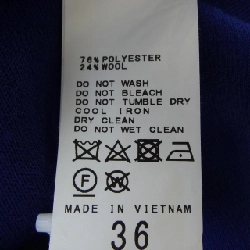 76% POLYESTER
24% WOOL
DO NOT WASH
DO NOT BLEACH
DO NOT TUMBLE DRY
COOL IRON
DRY CLEAN
DO NOT WET CLEAN
F W
MADE IN VIETNAM
36